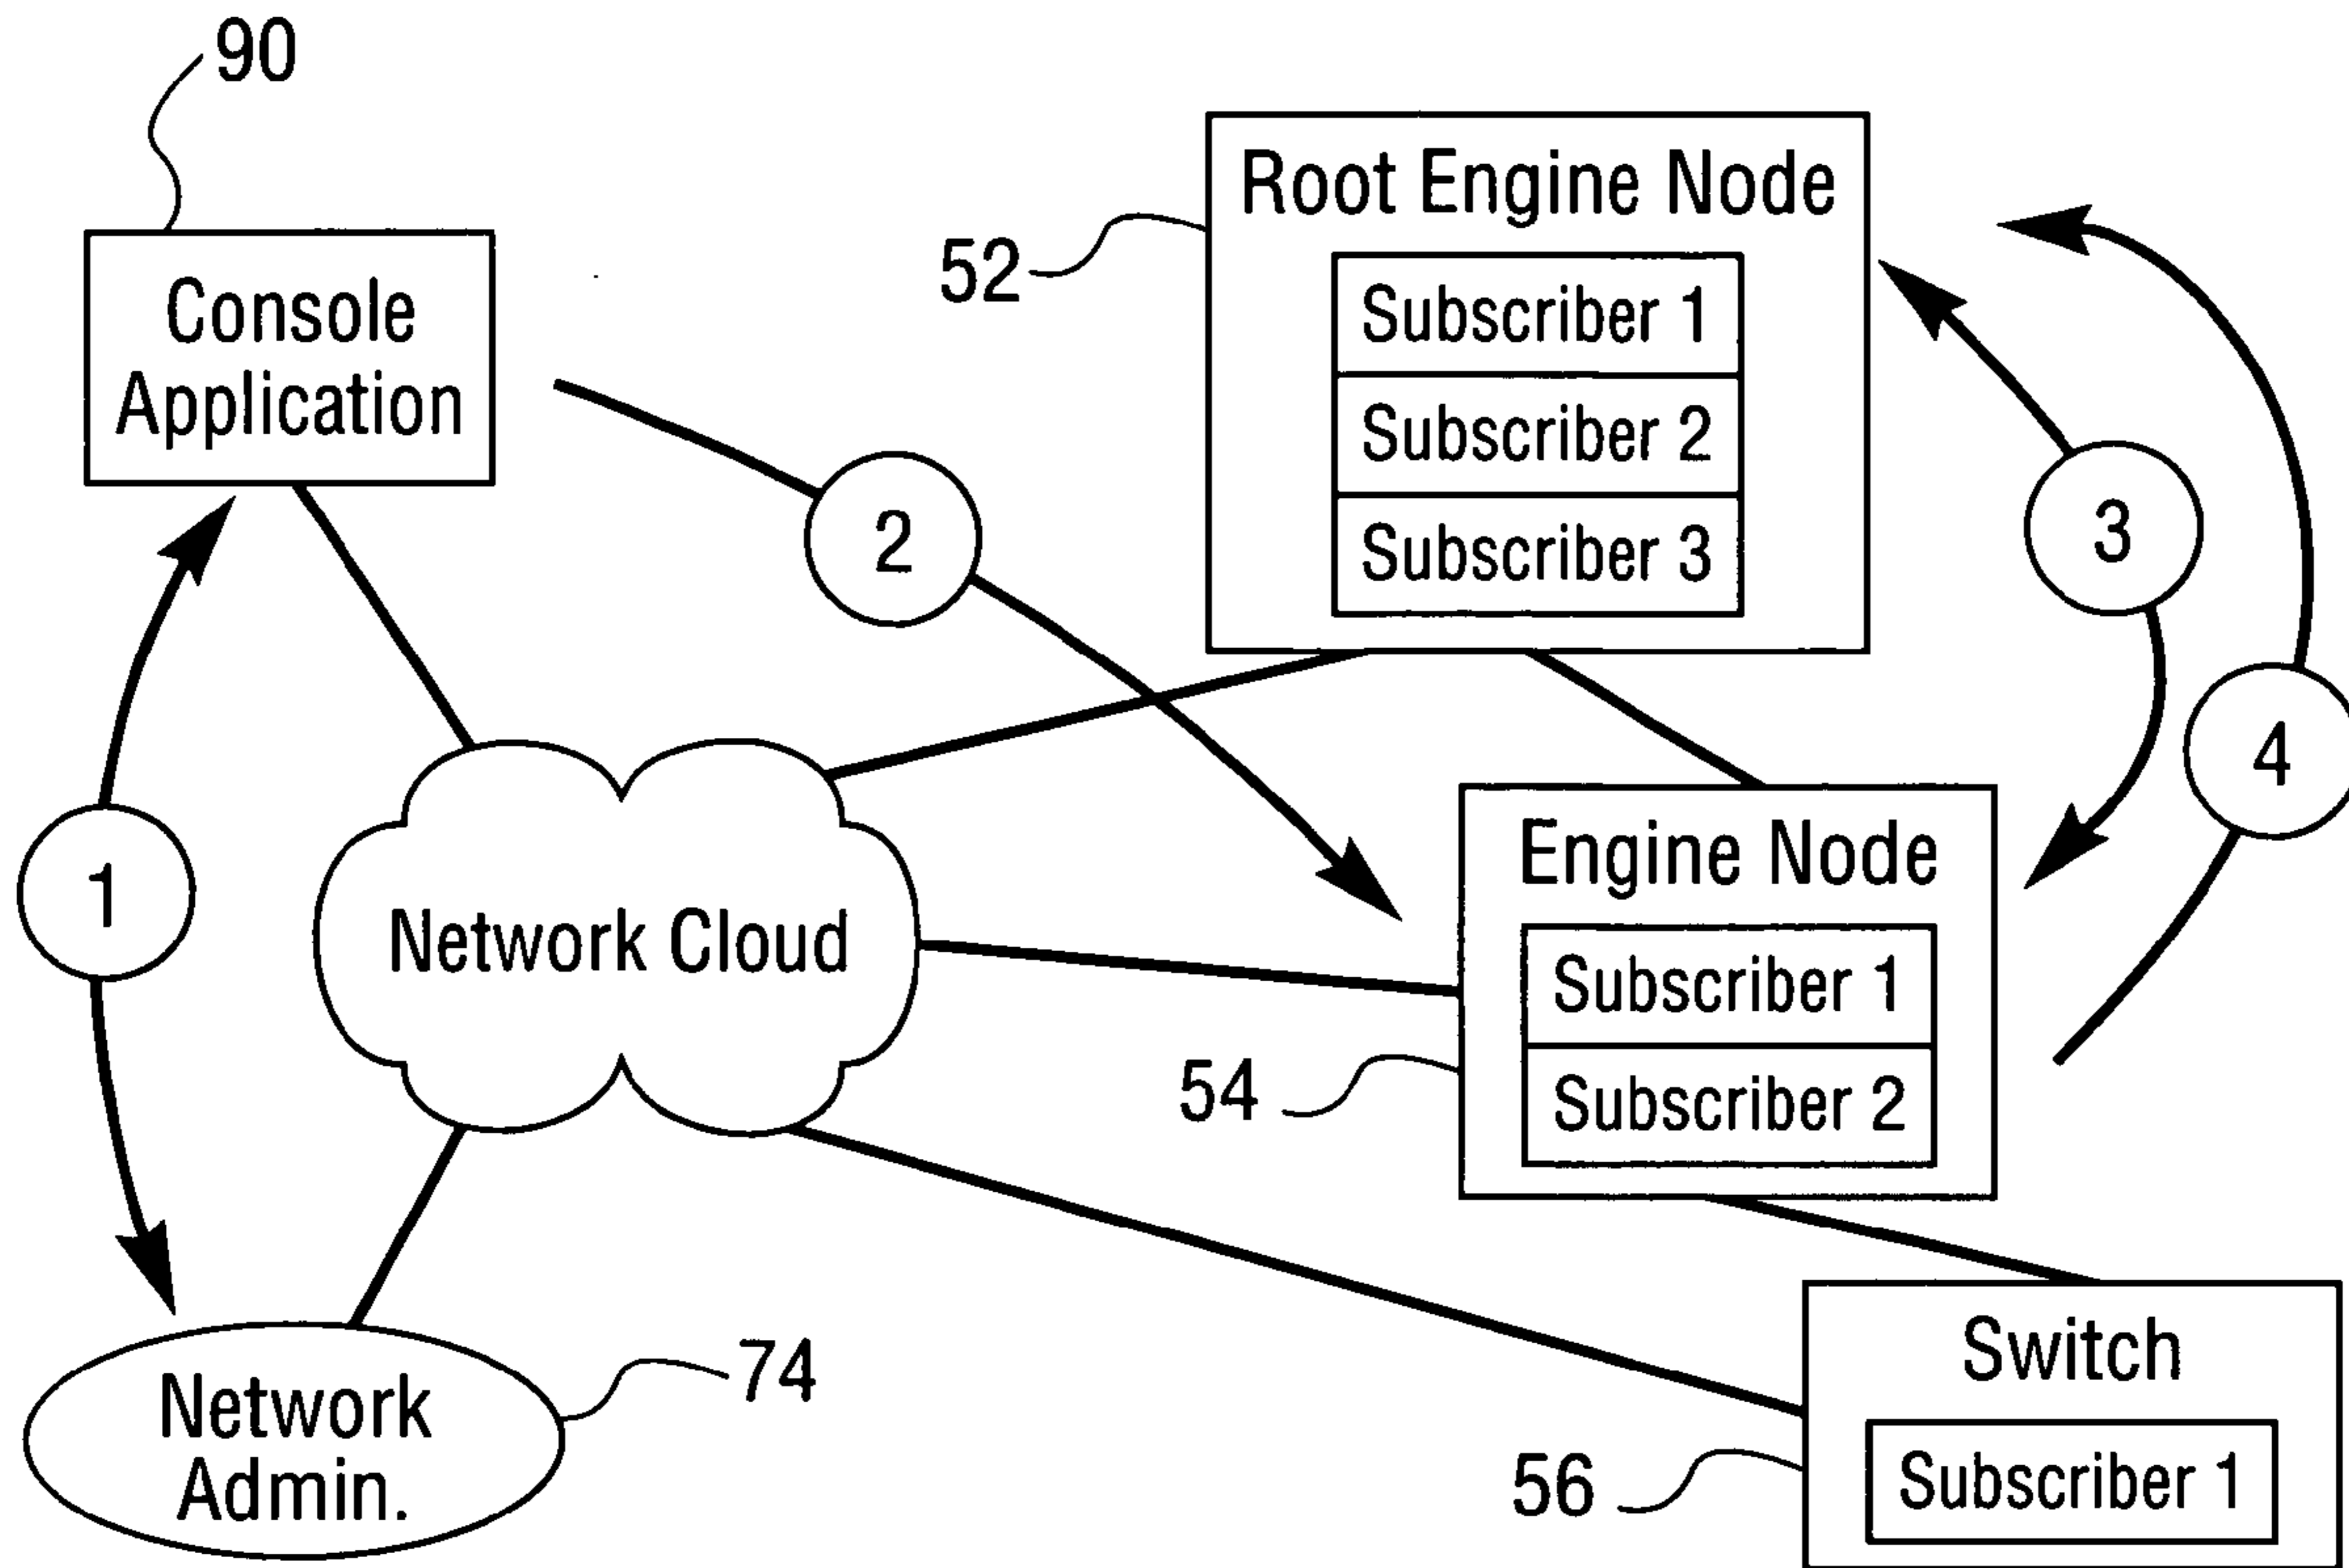 90
Console
Application
52
Root Engine Node
Subscriber 1
Subscriber 2
Subscriber 3
2
3
4
1
Network Cloud
54
Engine Node
Subscriber 1
Subscriber 2
Network
Admin.
74
56
Switch
Subscriber 1